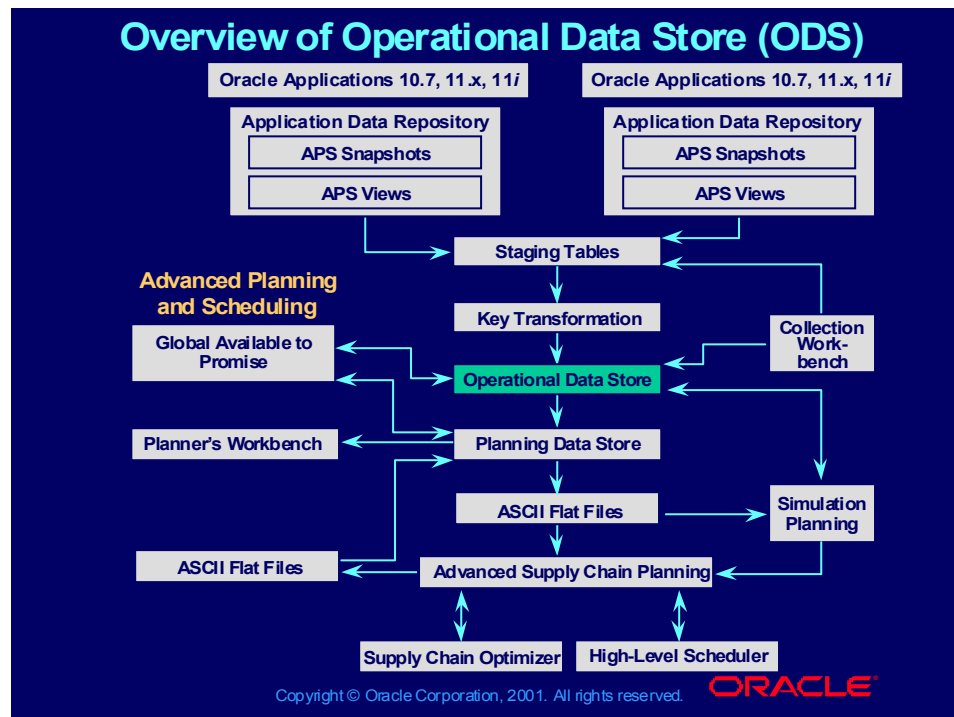 Overview of Operational Data Store (ODS)
Oracle Applications 10.7, 11.x, 11i
Oracle Applications 10.7, 11.x, 11i
Application Data Repository
APS Snapshots
APS Views
Application Data Repository
APS Snapshots
APS Views
Staging Tables
Advanced Planning
and Scheduling
Key Transformation
Collection
Work-
bench
Global Available to
Promise
Operational Data Store
Planner's Workbench
Planning Data Store
ASCII Flat Files
Simulation
Planning
ASCII Flat Files
Advanced Supply Chain Planning
Supply Chain Optimizer
High-Level Scheduler
Copyright © Oracle Corporation, 2001. All rights reserved.
ORACLE®